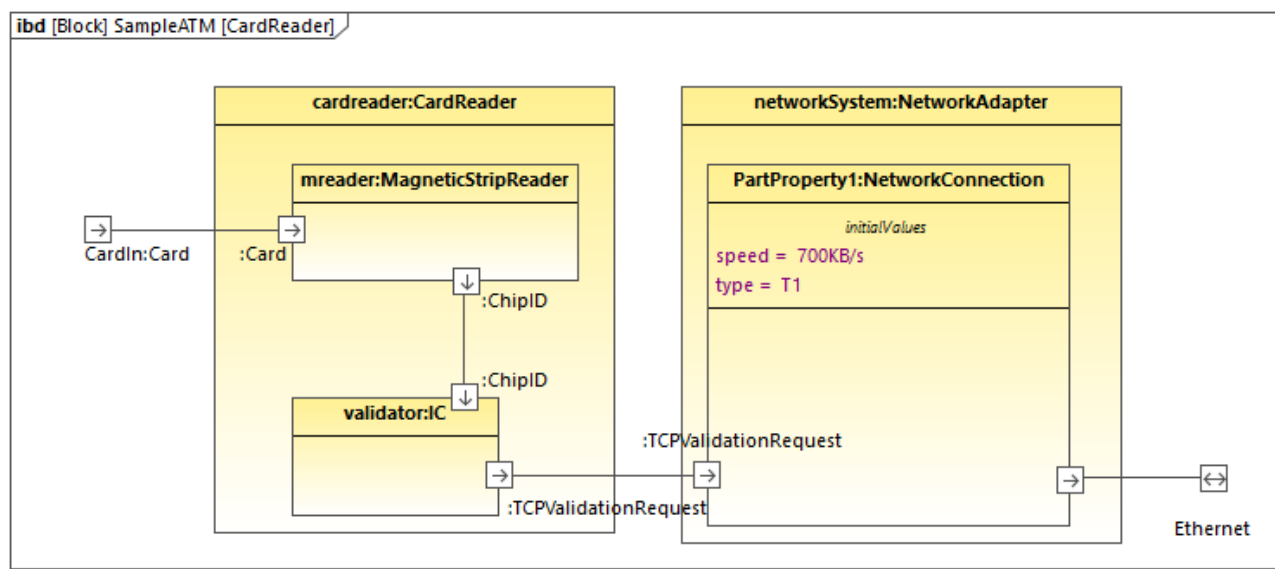 ibd [Block] SampleATM [CardReader]
cardreader:CardReader
networkSystem:NetworkAdapter
mreader:MagneticStripReader
PartProperty1:NetworkConnection
initialValues
speed = 700KB/s
type = T1
CardIn:Card
:Card
:ChipID
:ChipID
validator:IC
:TCPValidationRequest
:TCPValidationRequest
Ethernet